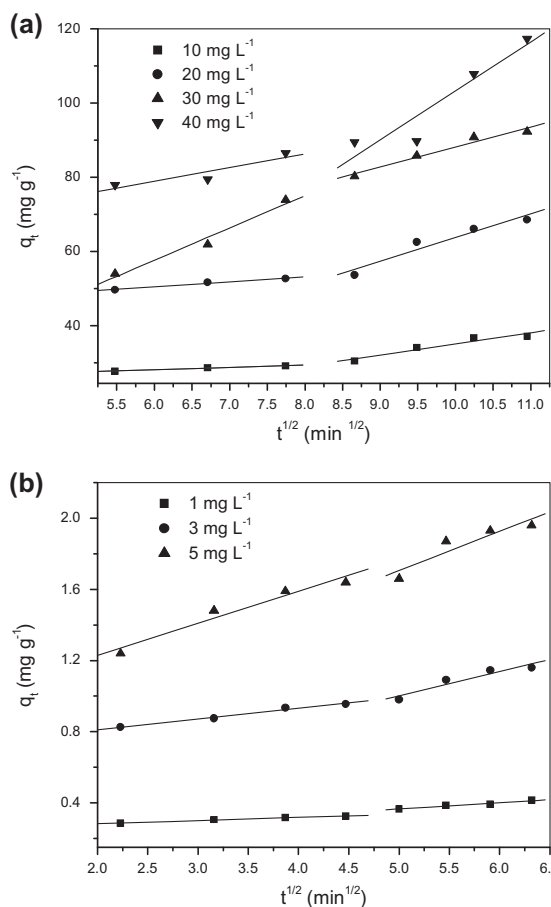 (a)
120
100
80
60
40
10 mg L⁻¹
20 mg L⁻¹
30 mg L⁻¹
40 mg L⁻¹
qₜ (mg g⁻¹)
5.5 6.0 6.5 7.0 7.5 8.0 8.5 9.0 9.5 10.0 10.5 11.0
t¹/² (min ¹/²)
(b)
2.0
1.6
1.2
0.8
0.4
1 mg L⁻¹
3 mg L⁻¹
5 mg L⁻¹
qₜ (mg g⁻¹)
2.0 2.5 3.0 3.5 4.0 4.5 5.0 5.5 6.0 6.
t¹/² (min¹/²)